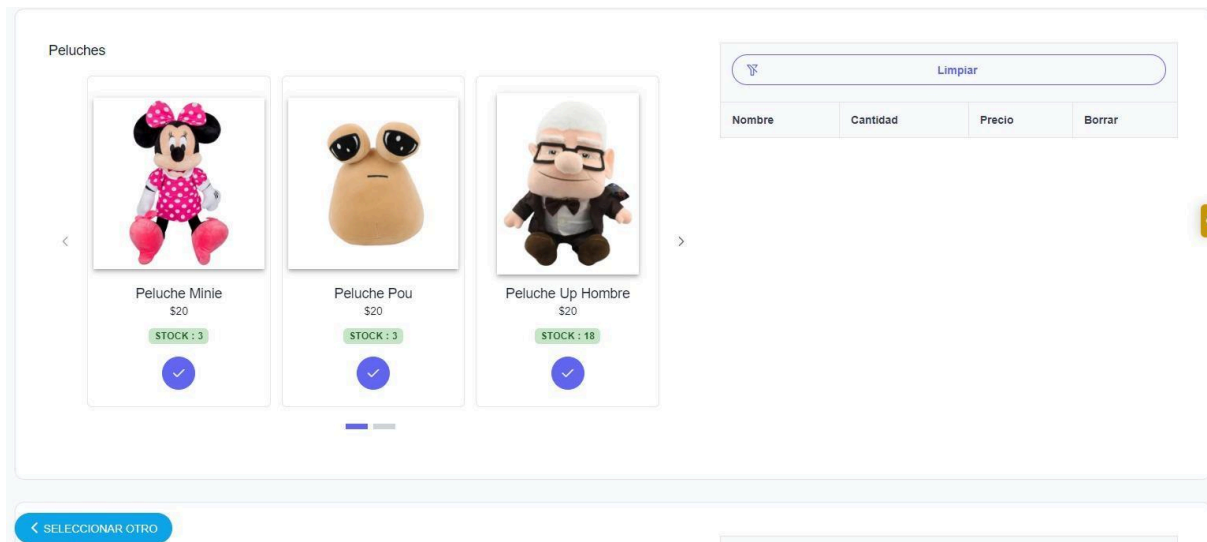 Peluches
Limpiar
Nombre Cantidad Precio Borrar
Peluche Minie
$20
STOCK : 3
Peluche Pou
$20
STOCK : 3
Peluche Up Hombre
$20
STOCK : 18
SELECCIONAR OTRO